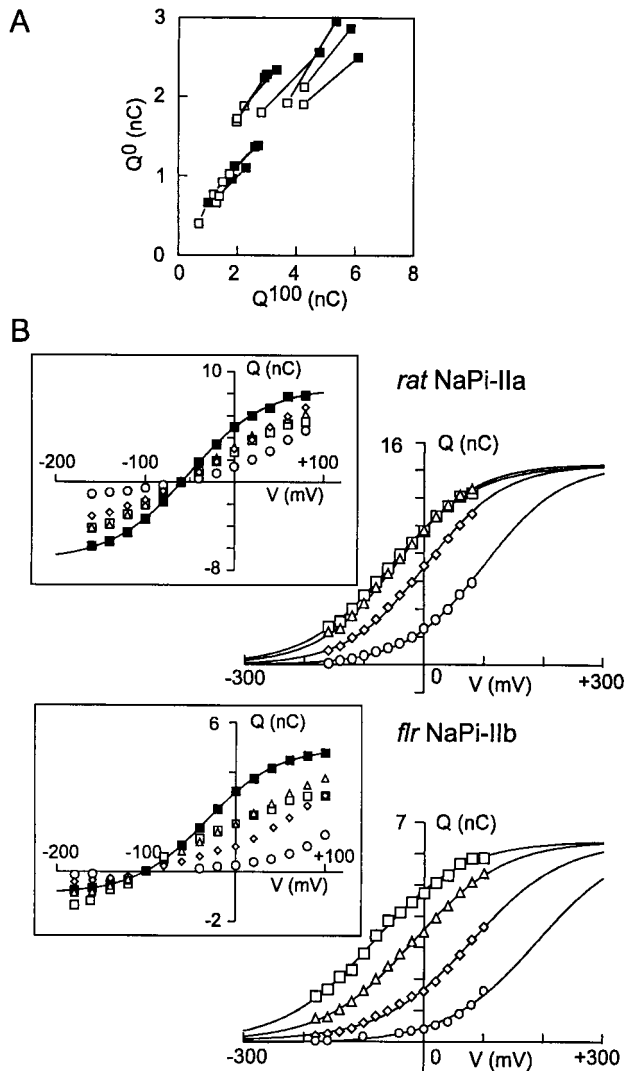 A
3
2
1
0
Q⁰ (nC)
0 2 4 6 8
Q¹⁰⁰ (nC)
B
Q (nC)
10
-200 -100 +100
V (mV)
-8
rat NaPi-IIa
16
Q (nC)
-300 0 V (mV) +300
6
Q (nC)
-200 -100 +100
V (mV)
-2
flr NaPi-IIb
7
Q (nC)
-300 0 V (mV) +300